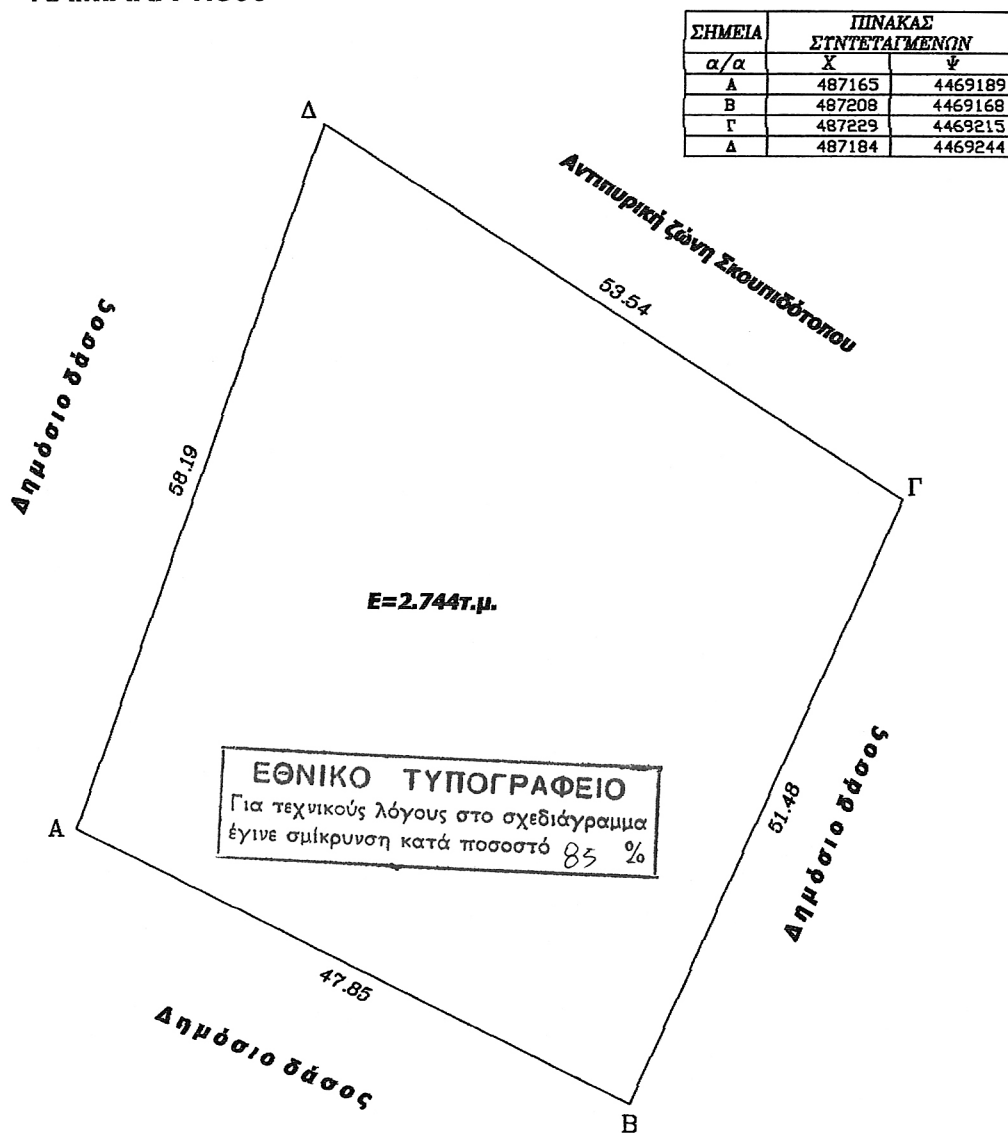 ΣΗΜΕΙΑ ΠΙΝΑΚΑΣ ΣΥΝΤΕΤΑΓΜΕΝΩΝ
α/α Χ Ψ
Α 487165 4469189
Β 487208 4469168
Γ 487229 4469215
Δ 487184 4469244
Δ
Αντιπυρική ζώνη Σκουπιδότοπου
53.54
Δημόσιο δάσος
58.19
Γ
Ε=2.744τ.μ.
ΕΘΝΙΚΟ ΤΥΠΟΓΡΑΦΕΙΟ
Για τεχνικούς λόγους στο σχεδιάγραμμα
έγινε σμίκρυνση κατά ποσοστό 85 %
51.48
Δημόσιο δάσος
Α
47.85
Δημόσιο δάσος
Β